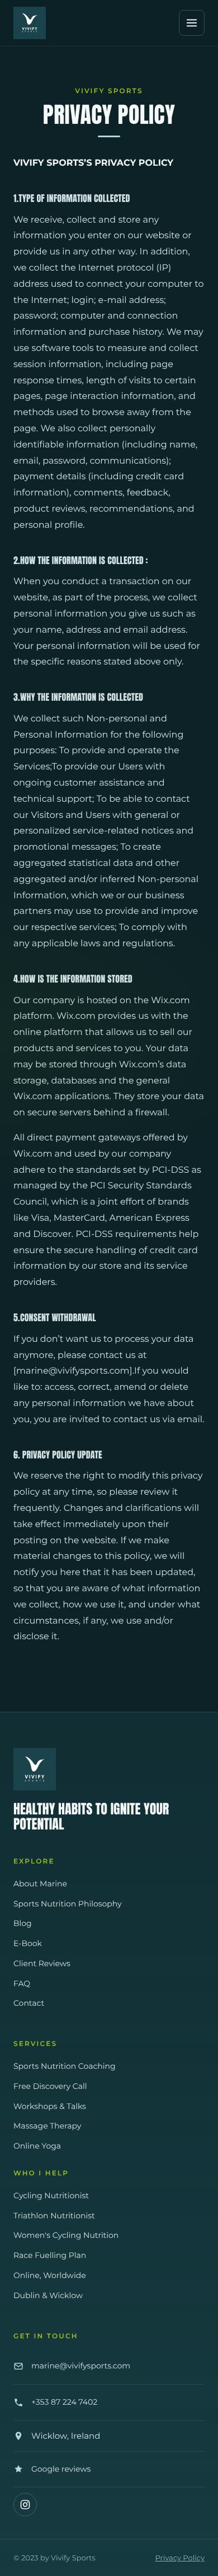 VIVIFY
SPORTS
VIVIFY SPORTS
PRIVACY POLICY
VIVIFY SPORTS'S PRIVACY POLICY
1.TYPE OF INFORMATION COLLECTED
We receive, collect and store any
information you enter on our website or
provide us in any other way. In addition,
we collect the Internet protocol (IP)
address used to connect your computer to
the Internet; login; e-mail address;
password; computer and connection
information and purchase history. We may
use software tools to measure and collect
session information, including page
response times, length of visits to certain
pages, page interaction information, and
methods used to browse away from the
page. We also collect personally
identifiable information (including name,
email, password, communications);
payment details (including credit card
information), comments, feedback,
product reviews, recommendations, and
personal profile.
2.HOW THE INFORMATION IS COLLECTED :
When you conduct a transaction on our
website, as part of the process, we collect
personal information you give us such as
your name, address and email address.
Your personal information will be used for
the specific reasons stated above only.
3.WHY THE INFORMATION IS COLLECTED
We collect such Non-personal and
Personal Information for the following
purposes: To provide and operate the
Services;To provide our Users with
ongoing customer assistance and
technical support; To be able to contact
our Visitors and Users with general or
personalized service-related notices and
promotional messages; To create
aggregated statistical data and other
aggregated and/or inferred Non-personal
Information, which we or our business
partners may use to provide and improve
our respective services; To comply with
any applicable laws and regulations.
4.HOW IS THE INFORMATION STORED
Our company is hosted on the Wix.com
platform. Wix.com provides us with the
online platform that allows us to sell our
products and services to you. Your data
may be stored through Wix.com's data
storage, databases and the general
Wix.com applications. They store your data
on secure servers behind a firewall.
All direct payment gateways offered by
Wix.com and used by our company
adhere to the standards set by PCI-DSS as
managed by the PCI Security Standards
Council, which is a joint effort of brands
like Visa, MasterCard, American Express
and Discover. PCI-DSS requirements help
ensure the secure handling of credit card
information by our store and its service
providers.
5.CONSENT WITHDRAWAL
If you don't want us to process your data
anymore, please contact us at
[marine@vivifysports.com].If you would
like to: access, correct, amend or delete
any personal information we have about
you, you are invited to contact us via email.
6. PRIVACY POLICY UPDATE
We reserve the right to modify this privacy
policy at any time, so please review it
frequently. Changes and clarifications will
take effect immediately upon their
posting on the website. If we make
material changes to this policy, we will
notify you here that it has been updated,
so that you are aware of what information
we collect, how we use it, and under what
circumstances, if any, we use and/or
disclose it.
VIVIFY
SPORTS
HEALTHY HABITS TO IGNITE YOUR
POTENTIAL
EXPLORE
About Marine
Sports Nutrition Philosophy
Blog
E-Book
Client Reviews
FAQ
Contact
SERVICES
Sports Nutrition Coaching
Free Discovery Call
Workshops & Talks
Massage Therapy
Online Yoga
WHO I HELP
Cycling Nutritionist
Triathlon Nutritionist
Women's Cycling Nutrition
Race Fuelling Plan
Online, Worldwide
Dublin & Wicklow
GET IN TOUCH
marine@vivifysports.com
+353 87 224 7402
Wicklow, Ireland
Google reviews
© 2023 by Vivify Sports
Privacy Policy